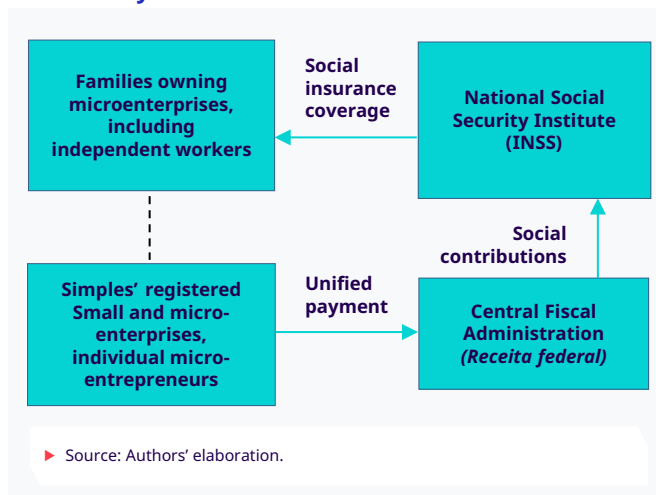 Families owning
microenterprises,
including
independent workers
Social
insurance
coverage
National Social
Security Institute
(INSS)
Social
contributions
Simples’ registered
Small and micro-
enterprises,
individual micro-
entrepreneurs
Unified
payment
Central Fiscal
Administration
(Receita federal)
Source: Authors’ elaboration.